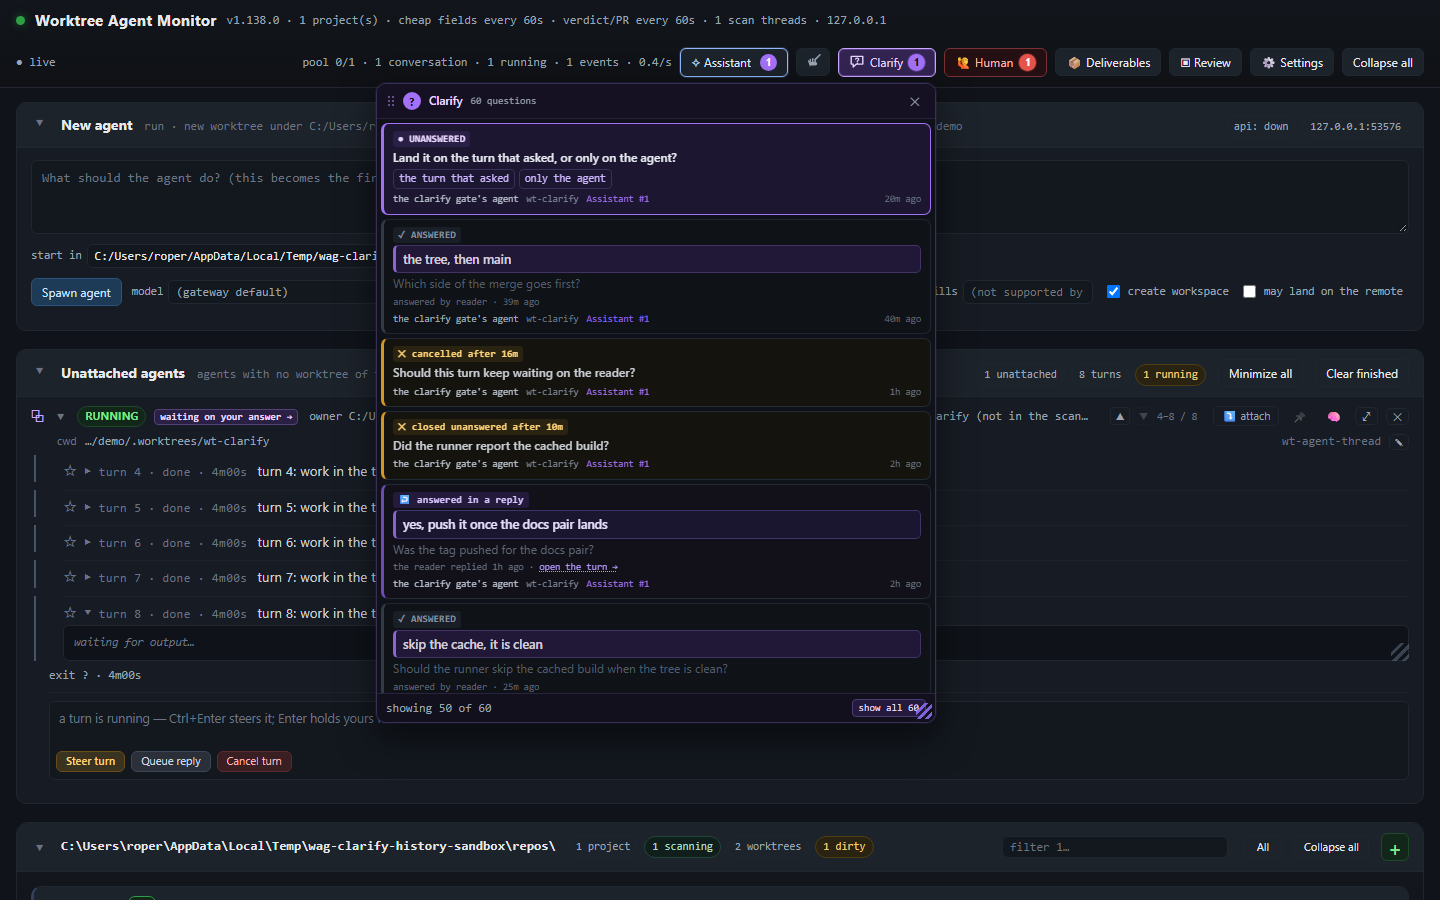 Worktree Agent Monitor v1.138.0 · 1 project(s) · cheap fields every 60s · verdict/PR every 60s · 1 scan threads · 127.0.0.1
live pool 0/1 · 1 conversation · 1 running · 1 events · 0.4/s Assistant 1 Clarify 1 Human 1 Deliverables Review Settings Collapse all
Clarify 60 questions
New agent run · new worktree under C:/Users/r demo api: down 127.0.0.1:53576
UNANSWERED
Land it on the turn that asked, or only on the agent?
the turn that asked only the agent
the clarify gate's agent wt-clarify Assistant #1 20m ago
ANSWERED
the tree, then main
Which side of the merge goes first?
answered by reader · 39m ago
the clarify gate's agent wt-clarify Assistant #1 40m ago
cancelled after 16m
Should this turn keep waiting on the reader?
the clarify gate's agent wt-clarify Assistant #1 1h ago
closed unanswered after 10m
Did the runner report the cached build?
the clarify gate's agent wt-clarify Assistant #1 2h ago
answered in a reply
yes, push it once the docs pair lands
Was the tag pushed for the docs pair?
the reader replied 1h ago · open the turn →
the clarify gate's agent wt-clarify Assistant #1 2h ago
ANSWERED
skip the cache, it is clean
Should the runner skip the cached build when the tree is clean?
answered by reader · 25m ago
showing 50 of 60 show all 60
What should the agent do? (this becomes the fir
start in C:/Users/roper/AppData/Local/Temp/wag-clari
Spawn agent model (gateway default) ills (not supported by create workspace may land on the remote
Unattached agents agents with no worktree of 1 unattached 8 turns 1 running Minimize all Clear finished
RUNNING waiting on your answer → owner C:/U arify (not in the scan… 4–8 / 8 attach
cwd …/demo/.worktrees/wt-clarify wt-agent-thread
turn 4 · done · 4m00s turn 4: work in the t
turn 5 · done · 4m00s turn 5: work in the t
turn 6 · done · 4m00s turn 6: work in the t
turn 7 · done · 4m00s turn 7: work in the t
turn 8 · done · 4m00s turn 8: work in the t
waiting for output…
exit ? · 4m00s
a turn is running — Ctrl+Enter steers it; Enter holds yours
Steer turn Queue reply Cancel turn
C:\Users\roper\AppData\Local\Temp\wag-clarify-history-sandbox\repos\ 1 project 1 scanning 2 worktrees 1 dirty filter 1… All Collapse all +